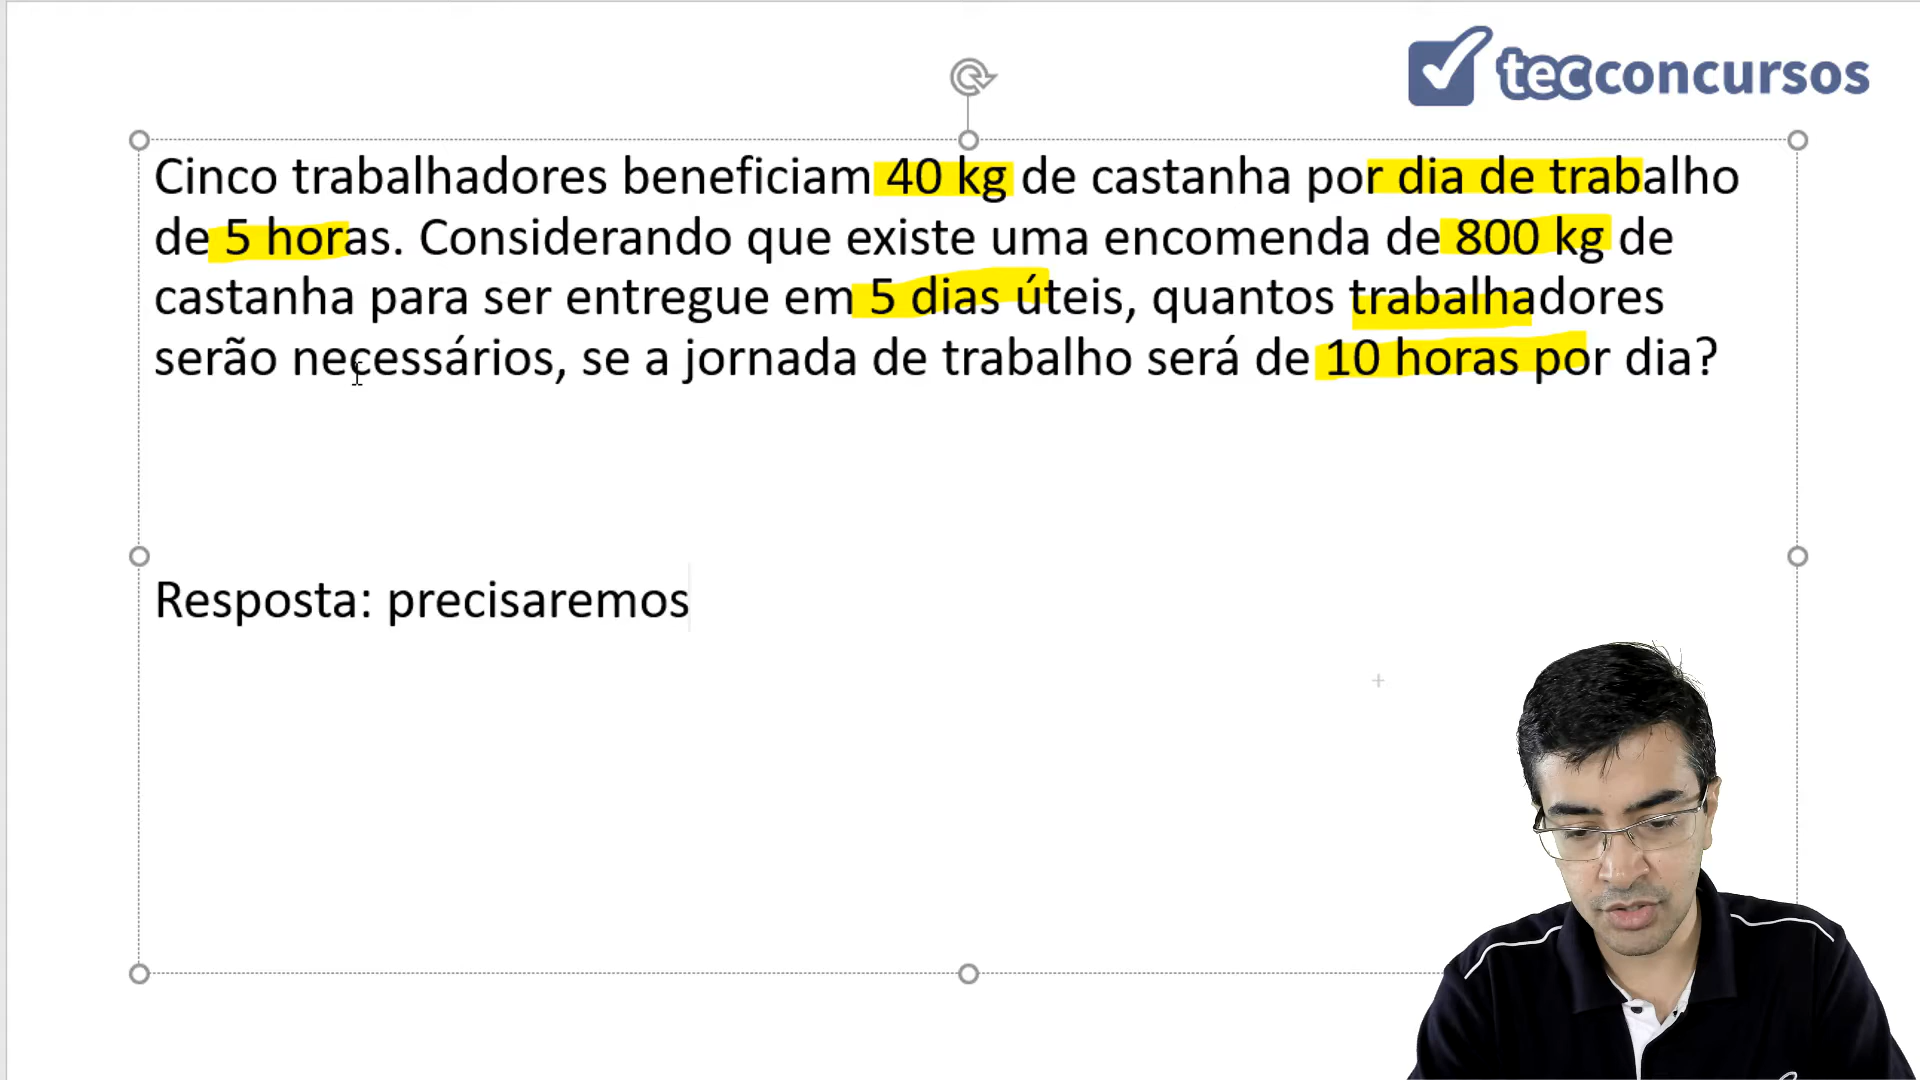 tecconcursos
Cinco trabalhadores beneficiam 40 kg de castanha por dia de trabalho
de 5 horas. Considerando que existe uma encomenda de 800 kg de
castanha para ser entregue em 5 dias úteis, quantos trabalhadores
serão necessários, se a jornada de trabalho será de 10 horas por dia?
Resposta: precisaremos